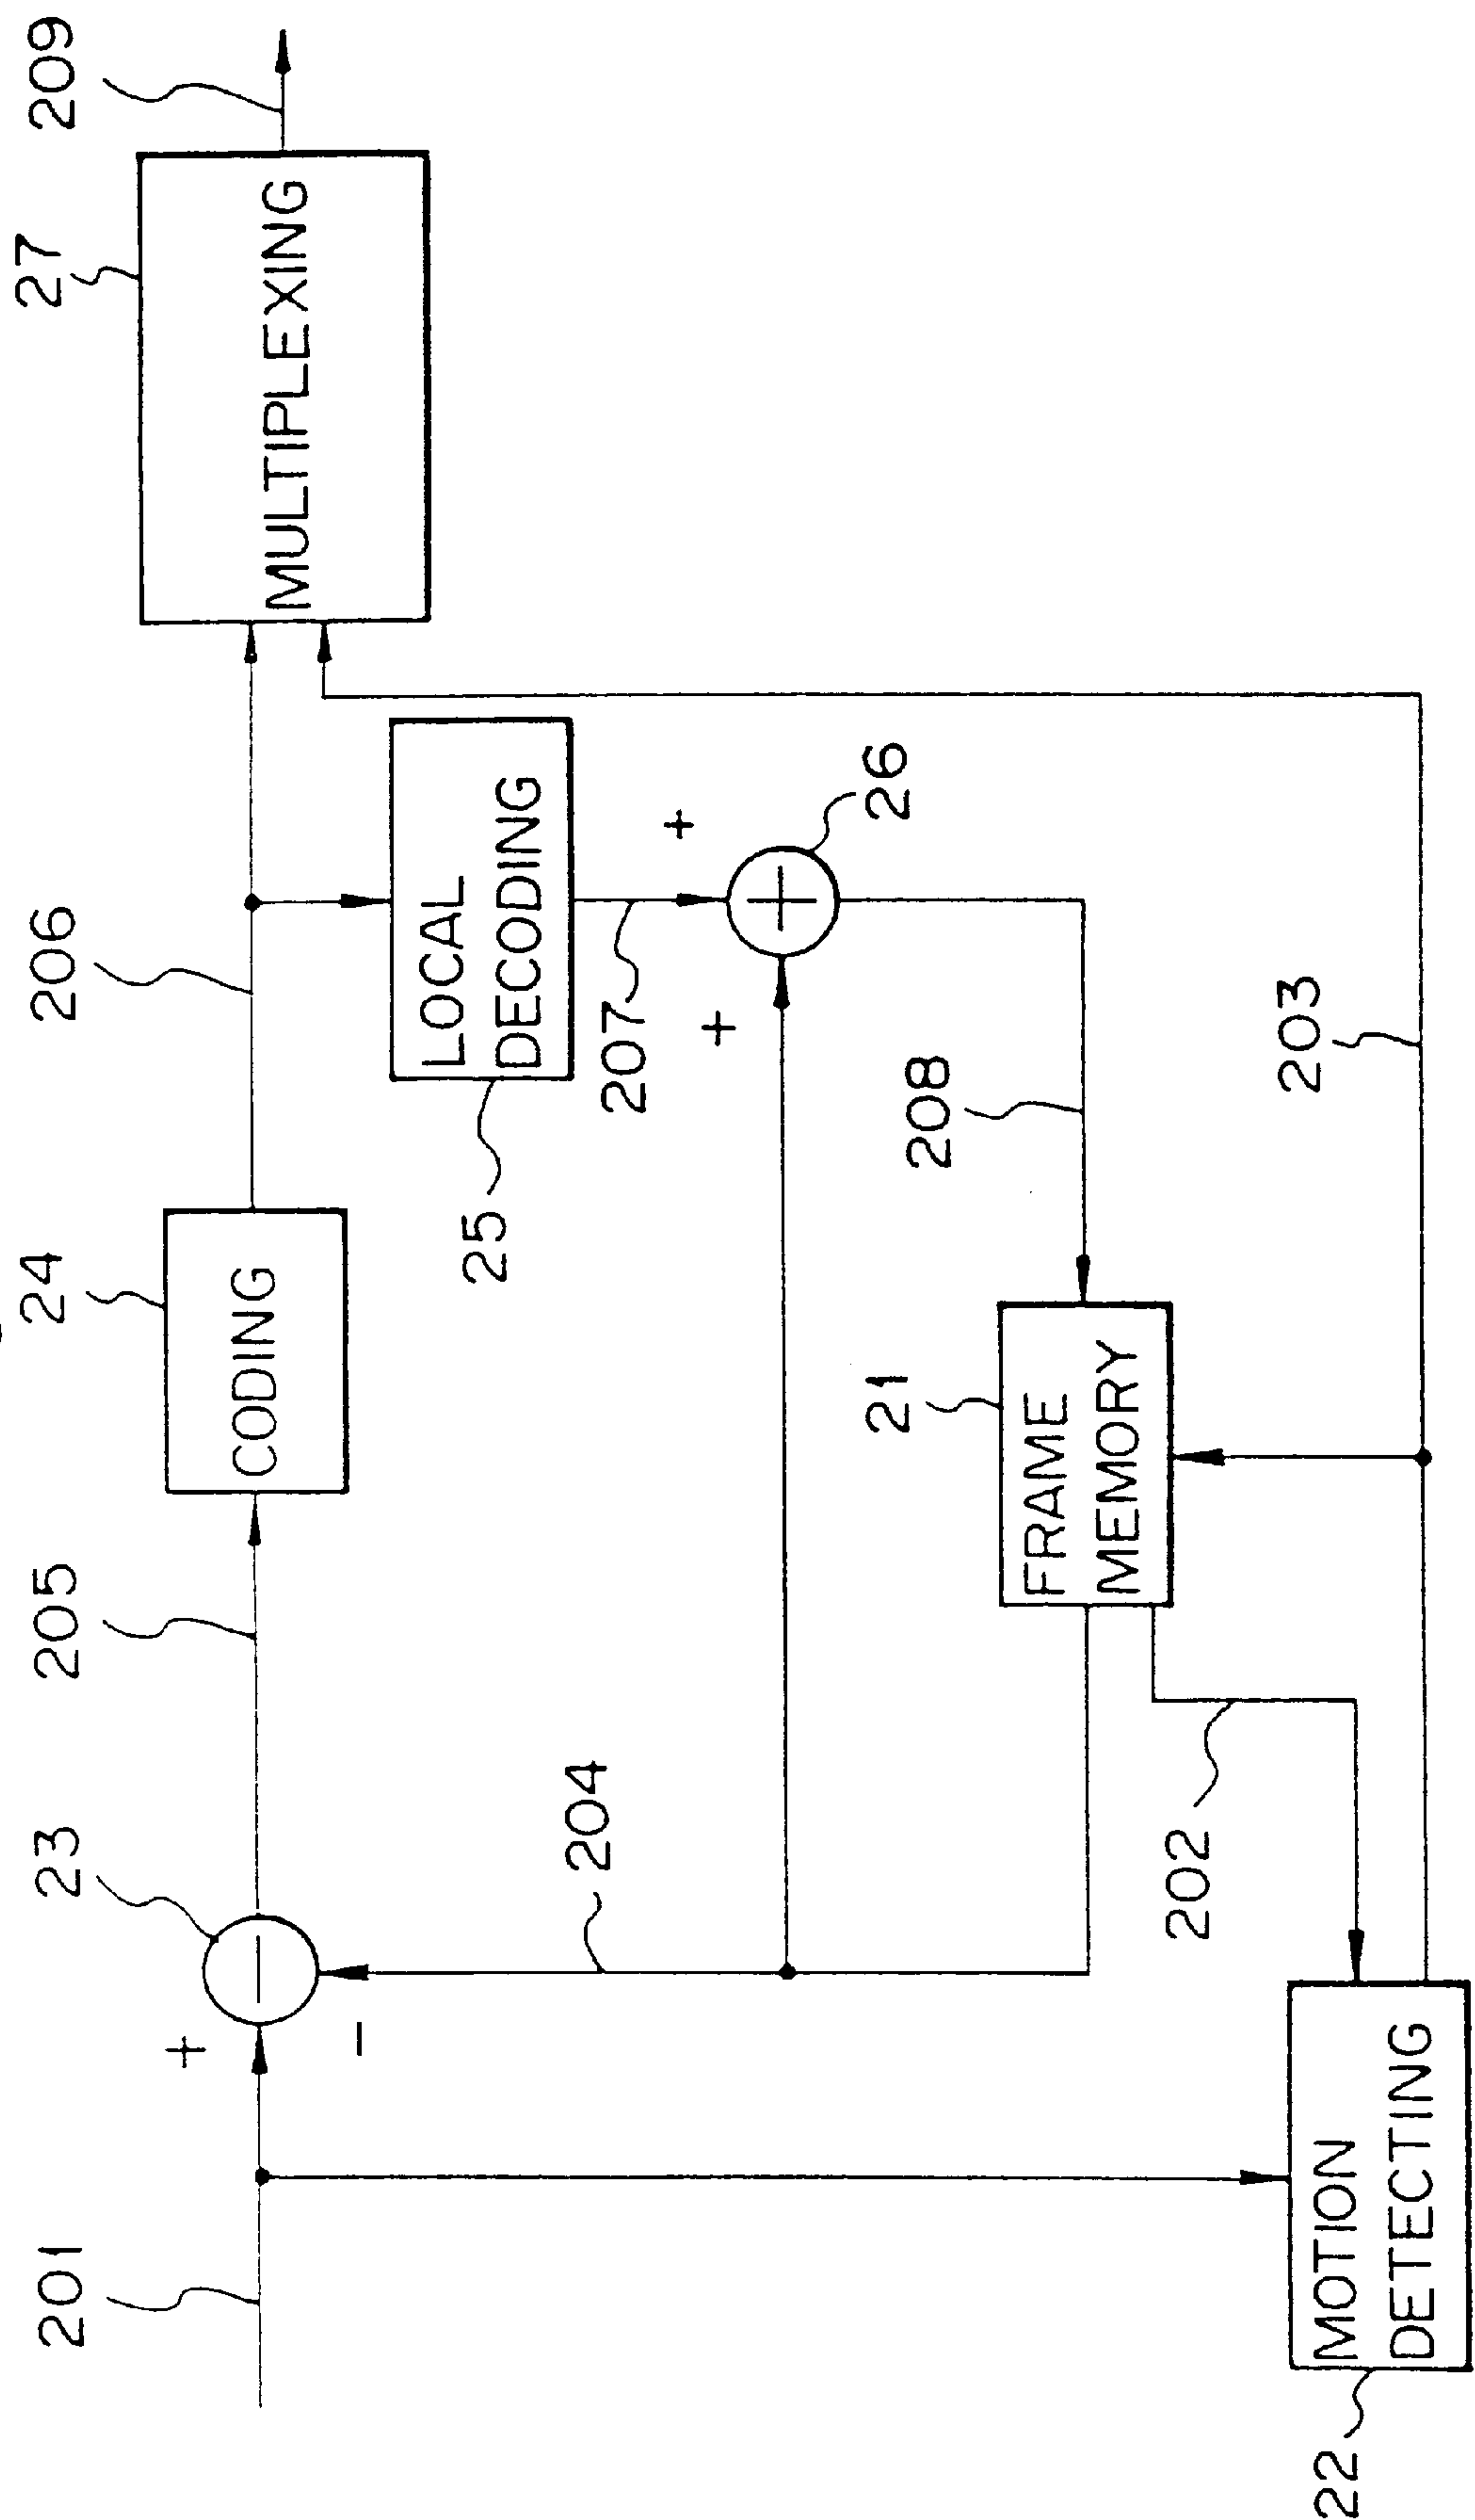 201
+
-
23
204
205
24
CODING
206
LOCAL
DECODING
25
207
+
+
26
208
27
MULTIPLEXING
209
21
FRAME
MEMORY
202
203
MOTION
DETECTING
22